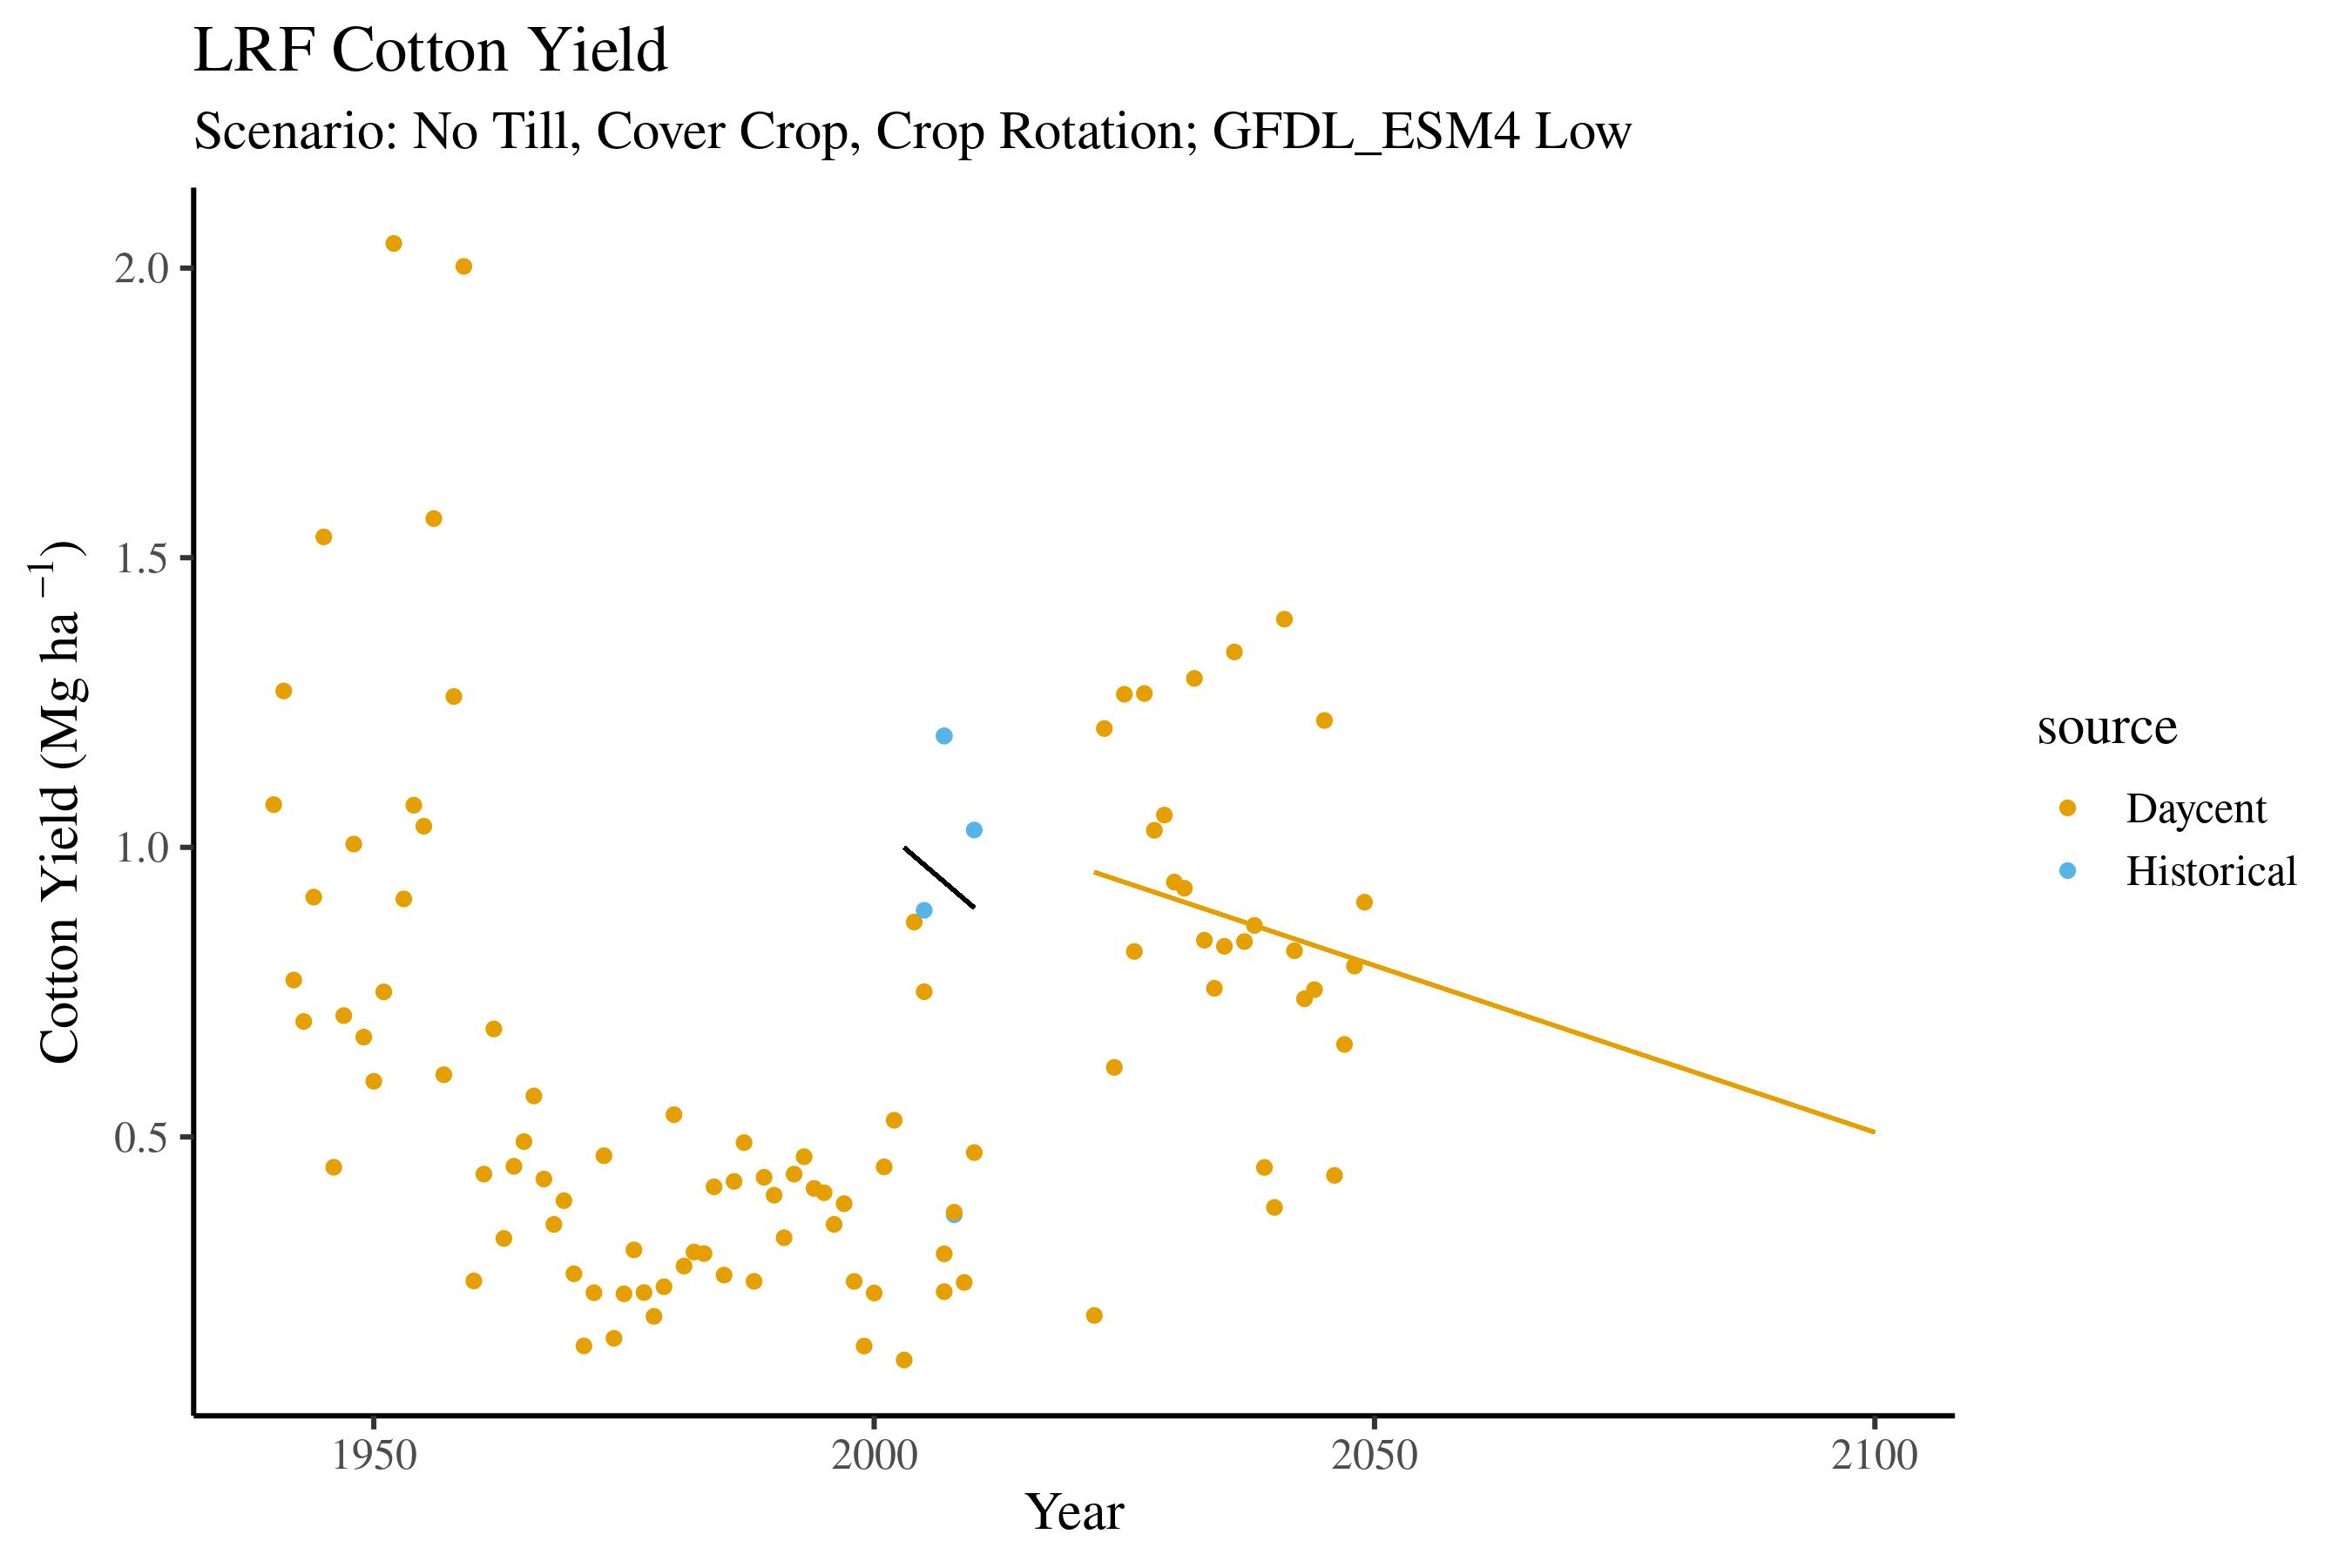 LRF Cotton Yield
Scenario: No Till, Cover Crop, Crop Rotation; GFDL_ESM4 Low
Cotton Yield (Mg ha −1)
2.0
1.5
1.0
0.5
1950 2000 2050 2100
Year
source
Daycent
Historical